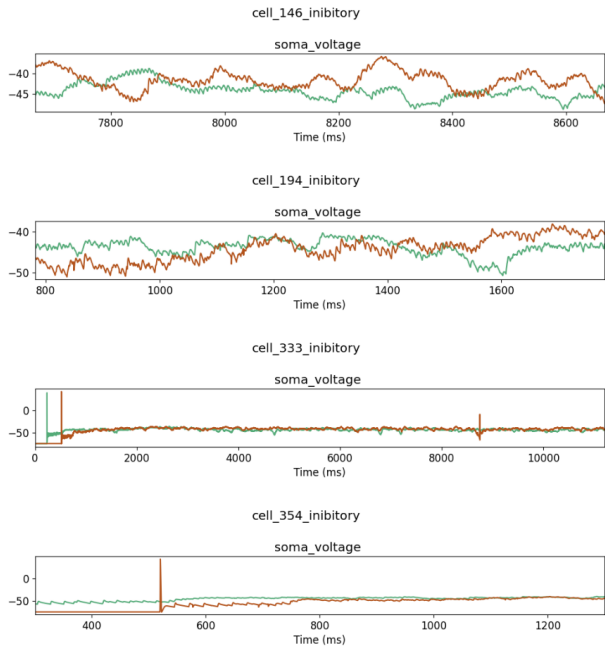 cell_146_inibitory
soma_voltage
−40
−45
7800 8000 8200 8400 8600
Time (ms)
cell_194_inibitory
soma_voltage
−40
−50
800 1000 1200 1400 1600
Time (ms)
cell_333_inibitory
soma_voltage
0
−50
0 2000 4000 6000 8000 10000
Time (ms)
cell_354_inibitory
soma_voltage
0
−50
400 600 800 1000 1200
Time (ms)